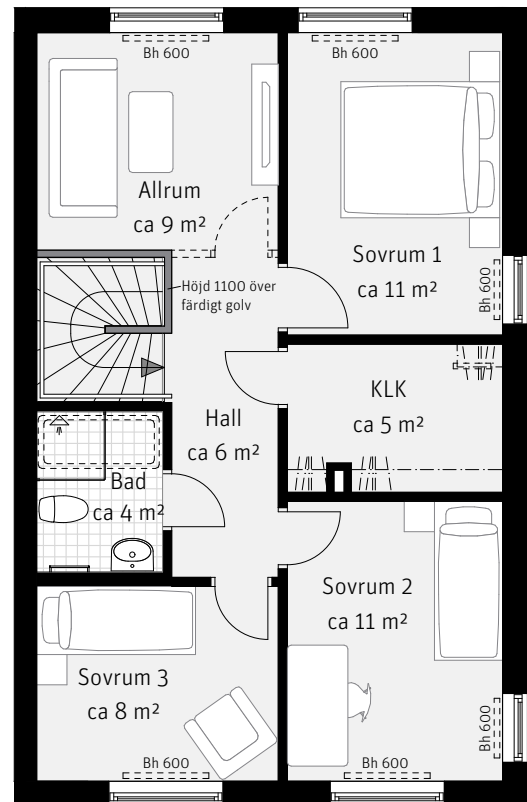 Bh 600
Bh 600
Allrum
ca 9 m²
Sovrum 1
ca 11 m²
Bh 600
Höjd 1100 över
färdigt golv
KLK
ca 5 m²
Hall
ca 6 m²
Bad
ca 4 m²
Sovrum 2
ca 11 m²
Sovrum 3
ca 8 m²
Bh 600
Bh 600
Bh 600